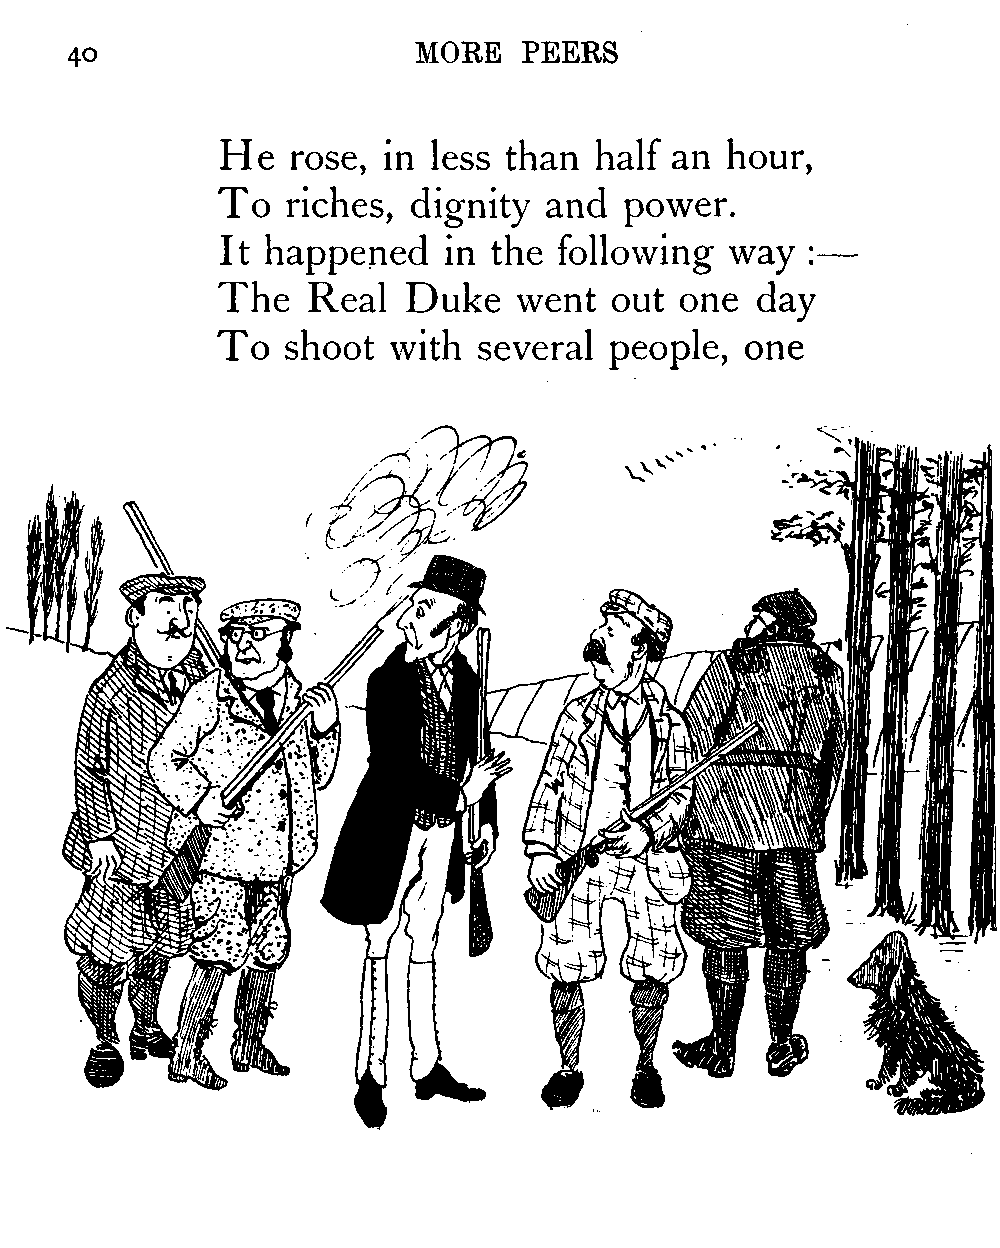 40
MORE PEERS
He rose, in less than half an hour,
To riches, dignity and power.
It happened in the following way :—
The Real Duke went out one day
To shoot with several people, one